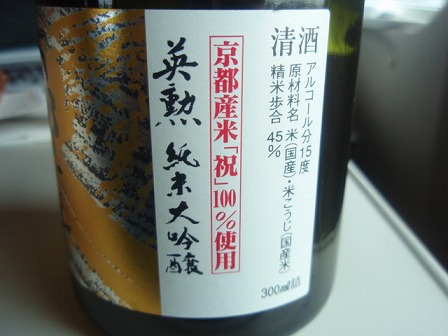 清酒
アルコール分15度
原材料名 米(国産)・米こうじ(国産米)
精米歩合 45%
300ml詰
京都産米「祝」100%使用
英勲 純米大吟醸